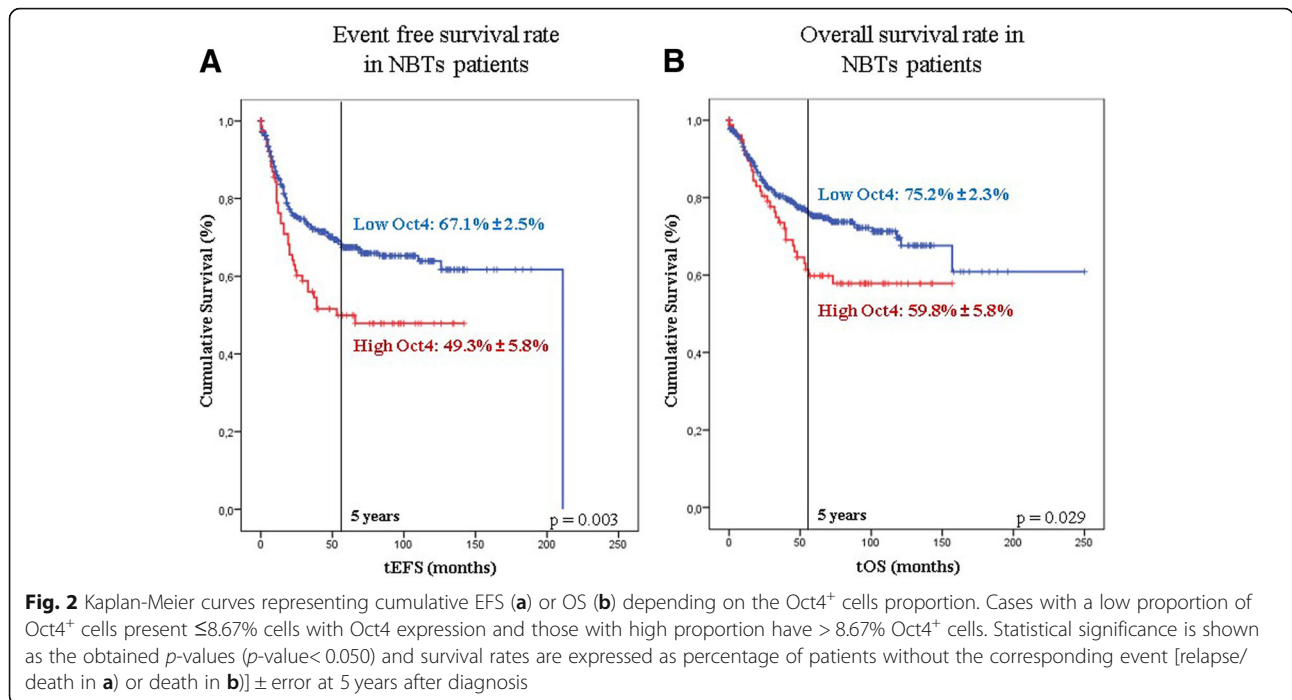 A
Event free survival rate
in NBTs patients
Cumulative Survival (%)
1,0
0,8
0,6
0,4
0,2
0,0
Low Oct4: 67.1% ±2.5%
High Oct4: 49.3% ±5.8%
5 years
p = 0.003
0 50 100 150 200 250
tEFS (months)
B
Overall survival rate in
NBTs patients
Cumulative Survival (%)
1,0
0,8
0,6
0,4
0,2
0,0
Low Oct4: 75.2% ±2.3%
High Oct4: 59.8% ±5.8%
5 years
p = 0.029
0 50 100 150 200 250
tOS (months)
Fig. 2 Kaplan-Meier curves representing cumulative EFS (a) or OS (b) depending on the Oct4⁺ cells proportion. Cases with a low proportion of
Oct4⁺ cells present ≤8.67% cells with Oct4 expression and those with high proportion have > 8.67% Oct4⁺ cells. Statistical significance is shown
as the obtained p-values (p-value< 0.050) and survival rates are expressed as percentage of patients without the corresponding event [relapse/
death in a) or death in b)] ± error at 5 years after diagnosis